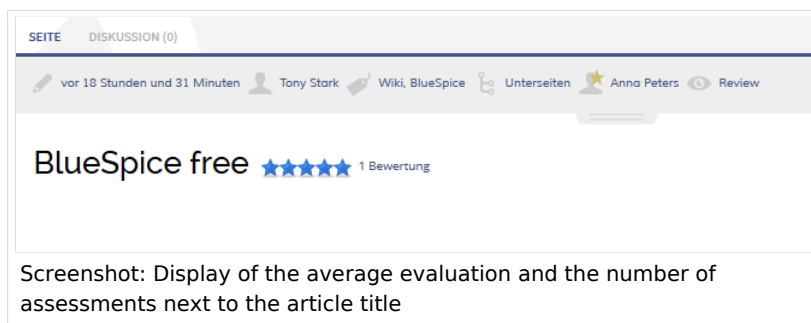 SEITE DISKUSSION (0)
vor 18 Stunden und 31 Minuten Tony Stark Wiki, BlueSpice Unterseiten Anna Peters Review
BlueSpice free 1 Bewertung
Screenshot: Display of the average evaluation and the number of
assessments next to the article title